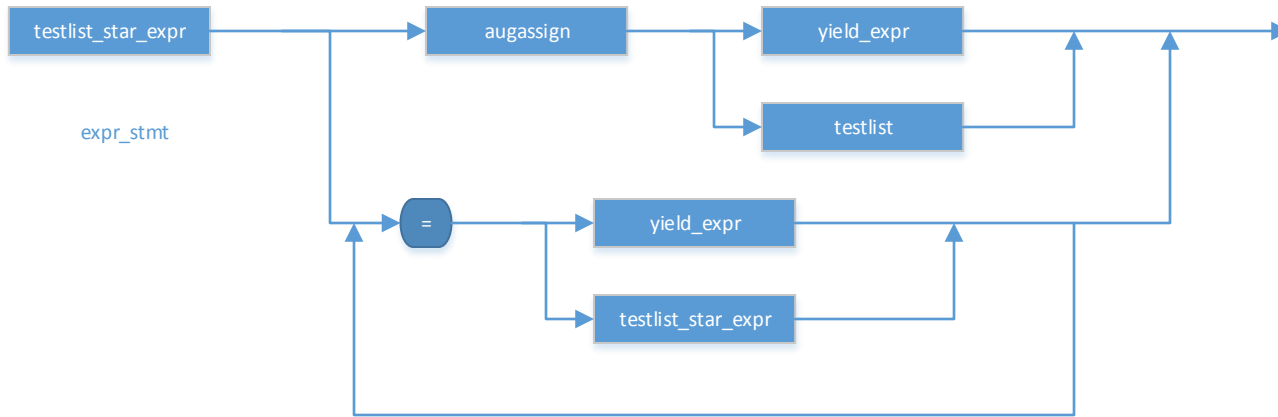 testlist_star_expr
augassign
yield_expr
testlist
expr_stmt
=
yield_expr
testlist_star_expr